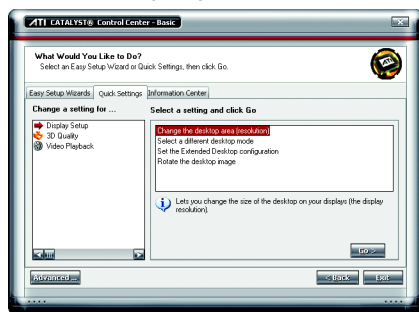 ATI CATALYST® Control Center - Basic
What Would You Like to Do?
Select an Easy Setup Wizard or Quick Settings, then click Go.
ATI
Easy Setup Wizards Quick Settings Information Center
Change a setting for ...
Display Setup
3D Quality
Video Playback
Select a setting and click Go
Change the desktop area (resolution)
Select a different desktop mode
Set the Extended Desktop configuration
Rotate the desktop image
Lets you change the size of the desktop on your displays (the display
resolution).
Go >
Advanced ...
< Back
Exit